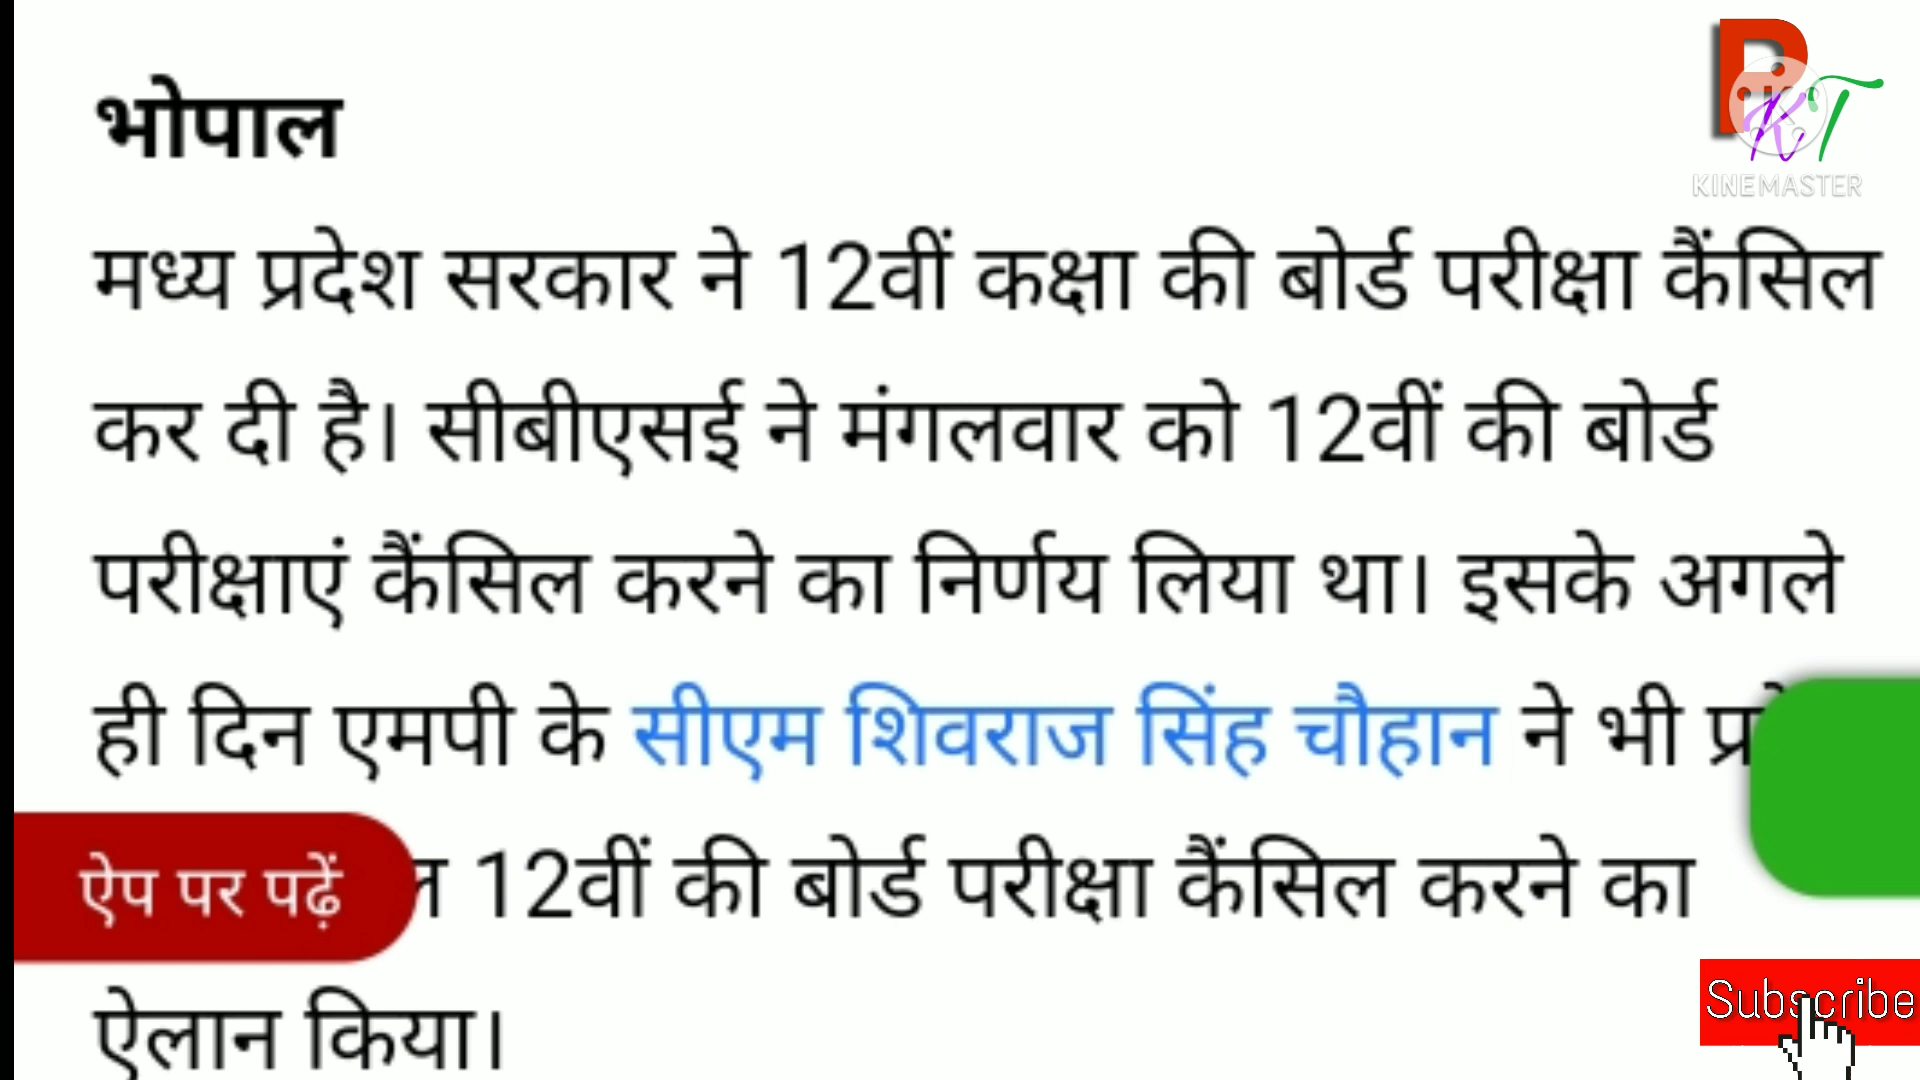 भोपाल
मध्य प्रदेश सरकार ने 12वीं कक्षा की बोर्ड परीक्षा कैंसिल
कर दी है। सीबीएसई ने मंगलवार को 12वीं की बोर्ड
परीक्षाएं कैंसिल करने का निर्णय लिया था। इसके अगले
ही दिन एमपी के सीएम शिवराज सिंह चौहान ने भी
12वीं की बोर्ड परीक्षा कैंसिल करने का
ऐलान किया।
ऐप पर पढ़ें
P
KT
KINEMASTER
Subscribe